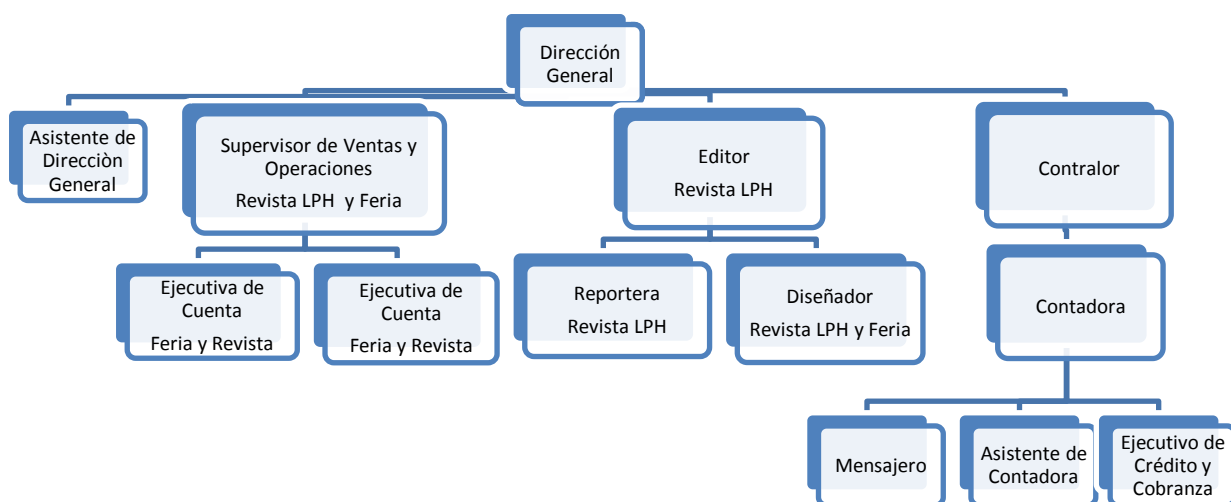 Dirección
General
Asistente de
Direcciòn
General
Supervisor de Ventas y
Operaciones
Revista LPH y Feria
Editor
Revista LPH
Contralor
Ejecutiva de
Cuenta
Feria y Revista
Ejecutiva de
Cuenta
Feria y Revista
Reportera
Revista LPH
Diseñador
Revista LPH y Feria
Contadora
Mensajero
Asistente de
Contadora
Ejecutivo de
Crédito y
Cobranza